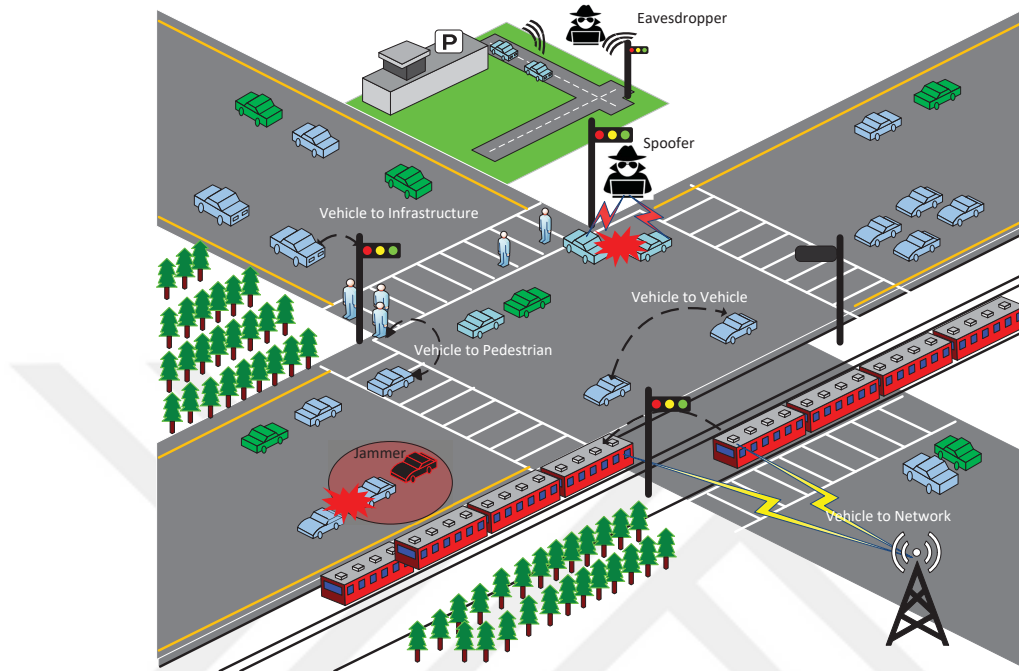 Eavesdropper
P
Spoofer
Vehicle to Infrastructure
Vehicle to Vehicle
Vehicle to Pedestrian
Jammer
Vehicle to Network